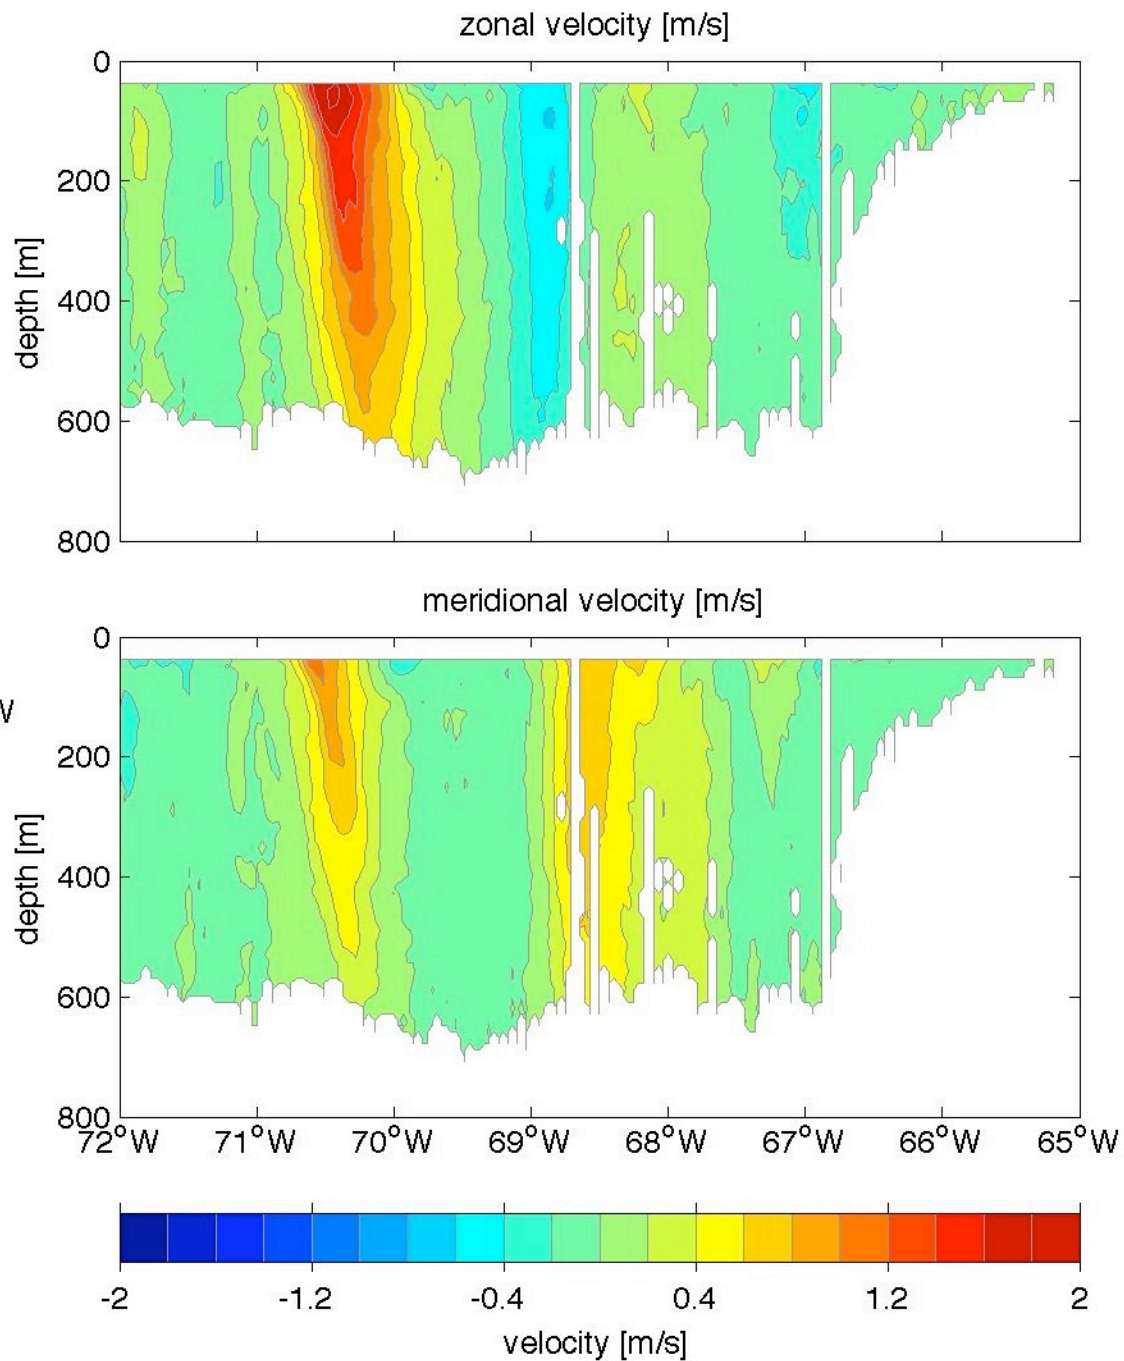 zonal velocity [m/s]
0
200
400
600
800
depth [m]
meridional velocity [m/s]
0
W
200
400
600
800
depth [m]
72°W 71°W 70°W 69°W 68°W 67°W 66°W 65°W
-2 -1.2 -0.4 0.4 1.2 2
velocity [m/s]